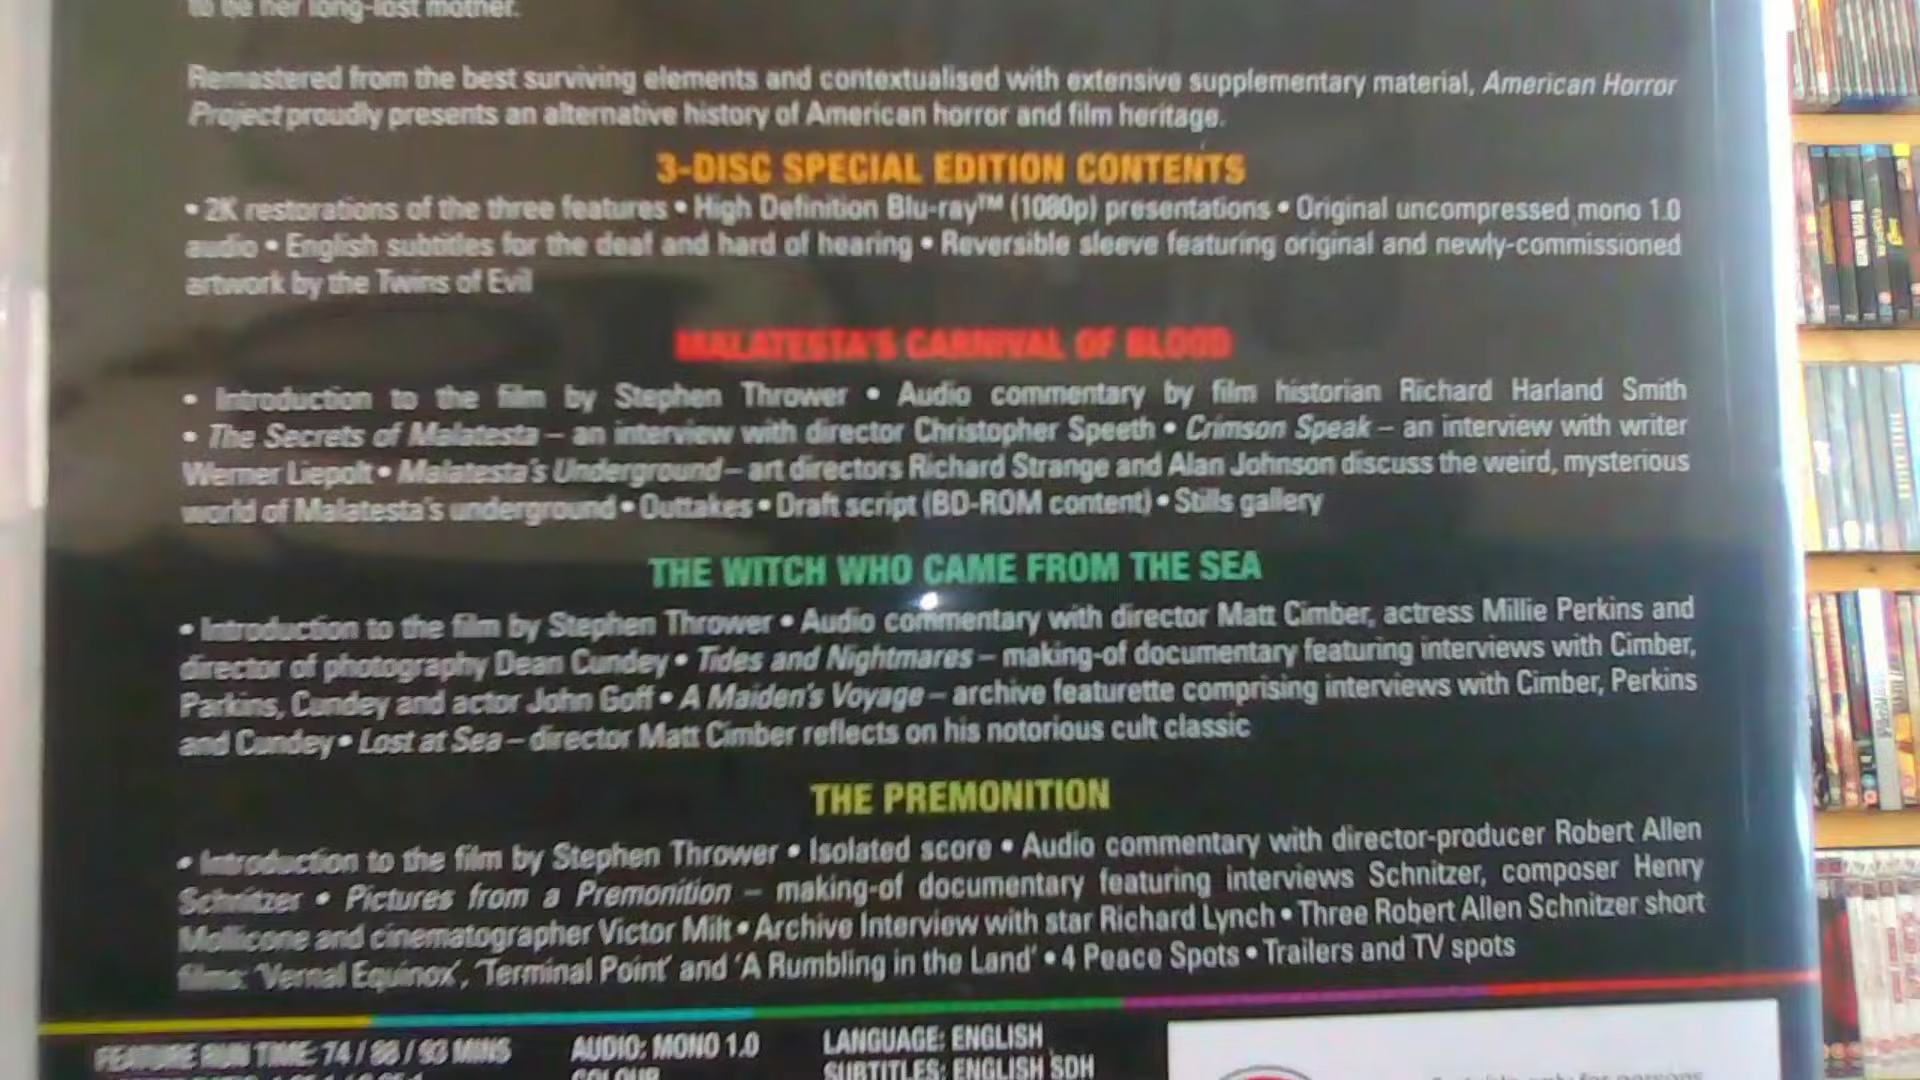 to be her long-lost mother.
Remastered from the best surviving elements and contextualised with extensive supplementary material, American Horror
Project proudly presents an alternative history of American horror and film heritage.
3-DISC SPECIAL EDITION CONTENTS
• 2K restorations of the three features • High Definition Blu-ray™ (1080p) presentations • Original uncompressed mono 1.0
audio • English subtitles for the deaf and hard of hearing • Reversible sleeve featuring original and newly-commissioned
artwork by the Twins of Evil
MALATESTA'S CARNIVAL OF BLOOD
• Introduction to the film by Stephen Thrower • Audio commentary by film historian Richard Harland Smith
• The Secrets of Malatesta – an interview with director Christopher Speeth • Crimson Speak – an interview with writer
Werner Liepolt • Malatesta's Underground – art directors Richard Strange and Alan Johnson discuss the weird, mysterious
world of Malatesta's underground • Outtakes • Draft script (BD-ROM content) • Stills gallery
THE WITCH WHO CAME FROM THE SEA
• Introduction to the film by Stephen Thrower • Audio commentary with director Matt Cimber, actress Millie Perkins and
director of photography Dean Cundey • Tides and Nightmares – making-of documentary featuring interviews with Cimber,
Parkins, Cundey and actor John Goff • A Maiden's Voyage – archive featurette comprising interviews with Cimber, Perkins
and Cundey • Lost at Sea – director Matt Cimber reflects on his notorious cult classic
THE PREMONITION
• Introduction to the film by Stephen Thrower • Isolated score • Audio commentary with director-producer Robert Allen
Schnitzer • Pictures from a Premonition – making-of documentary featuring interviews Schnitzer, composer Henry
Mollicone and cinematographer Victor Milt • Archive Interview with star Richard Lynch • Three Robert Allen Schnitzer short
films: 'Vernal Equinox', 'Terminal Point' and 'A Rumbling in the Land' • 4 Peace Spots • Trailers and TV spots
FEATURE RUN TIME: 74 / 88 / 93 MINS
AUDIO: MONO 1.0
COLOUR
LANGUAGE: ENGLISH
SUBTITLES: ENGLISH SDH
only for persons